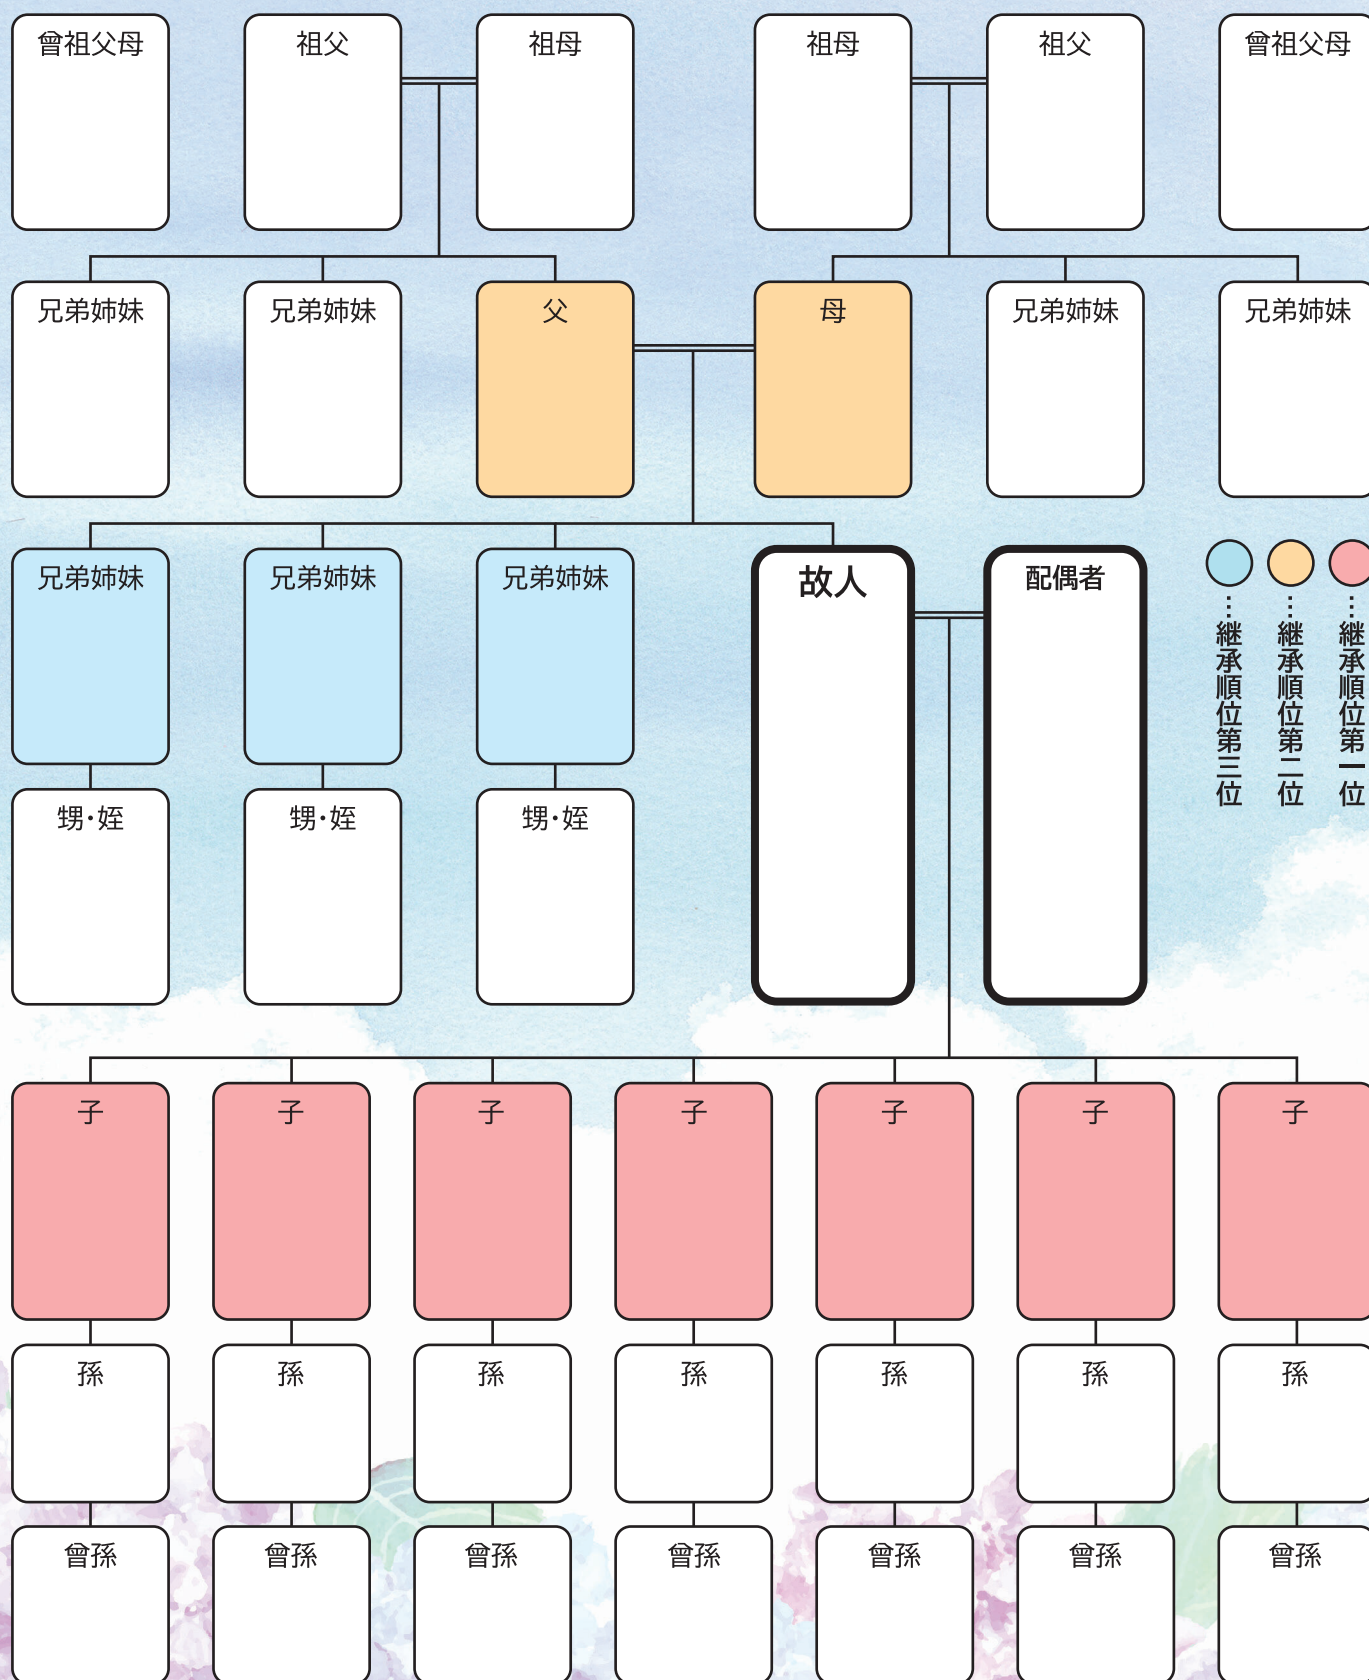 曾祖父母
祖父
祖母
祖母
祖父
曾祖父母
兄弟姉妹
兄弟姉妹
父
母
兄弟姉妹
兄弟姉妹
兄弟姉妹
兄弟姉妹
兄弟姉妹
故人
配偶者
…継承順位第一位
…継承順位第二位
…継承順位第三位
甥・姪
甥・姪
甥・姪
子
子
子
子
子
子
子
孫
孫
孫
孫
孫
孫
孫
曾孫
曾孫
曾孫
曾孫
曾孫
曾孫
曾孫